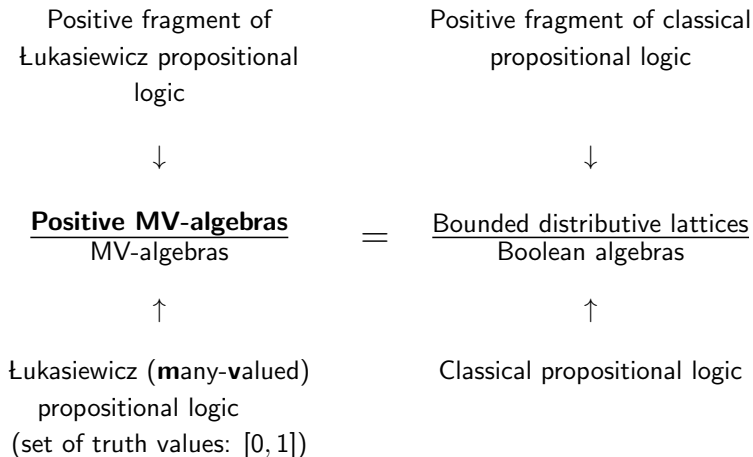 Positive fragment of
Łukasiewicz propositional
logic
Positive fragment of classical
propositional logic
↓
↓
Positive MV-algebras
MV-algebras
=
Bounded distributive lattices
Boolean algebras
↑
↑
Łukasiewicz (many-valued)
propositional logic
(set of truth values: [0, 1])
Classical propositional logic